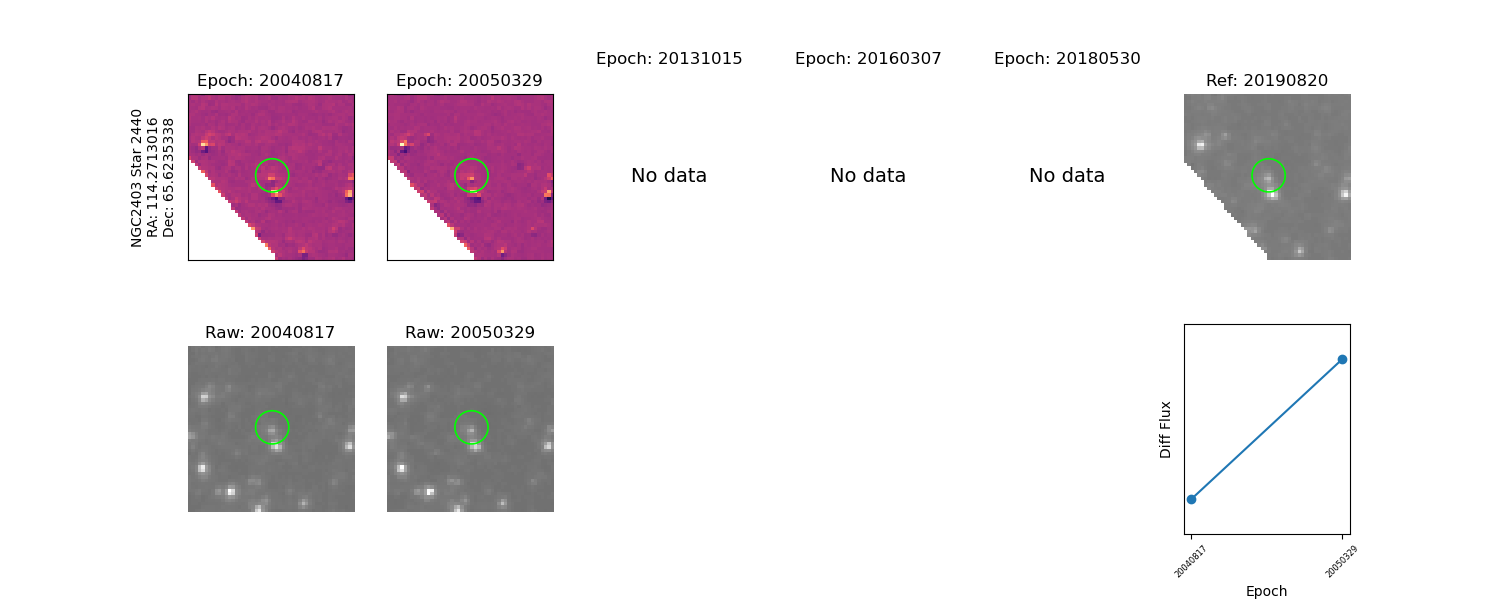 Epoch: 20040817
Epoch: 20050329
Epoch: 20131015
Epoch: 20160307
Epoch: 20180530
Ref: 20190820
NGC2403 Star 2440
RA: 114.2713016
Dec: 65.6235338
No data
No data
No data
Raw: 20040817
Raw: 20050329
Diff Flux
20040817
20050329
Epoch